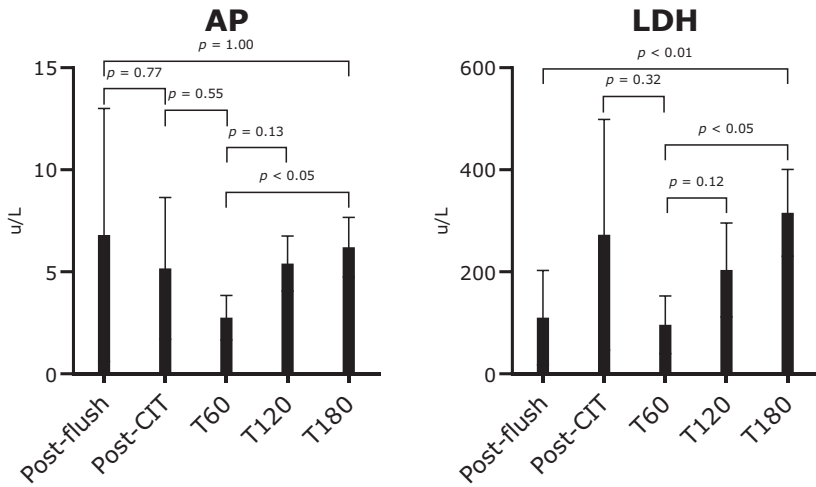 AP
p = 1.00
p = 0.77
p = 0.55
p = 0.13
p < 0.05
u/L
15
10
5
0
Post-flush
Post-CIT
T60
T120
T180
LDH
p < 0.01
p = 0.32
p < 0.05
p = 0.12
u/L
600
400
200
0
Post-flush
Post-CIT
T60
T120
T180